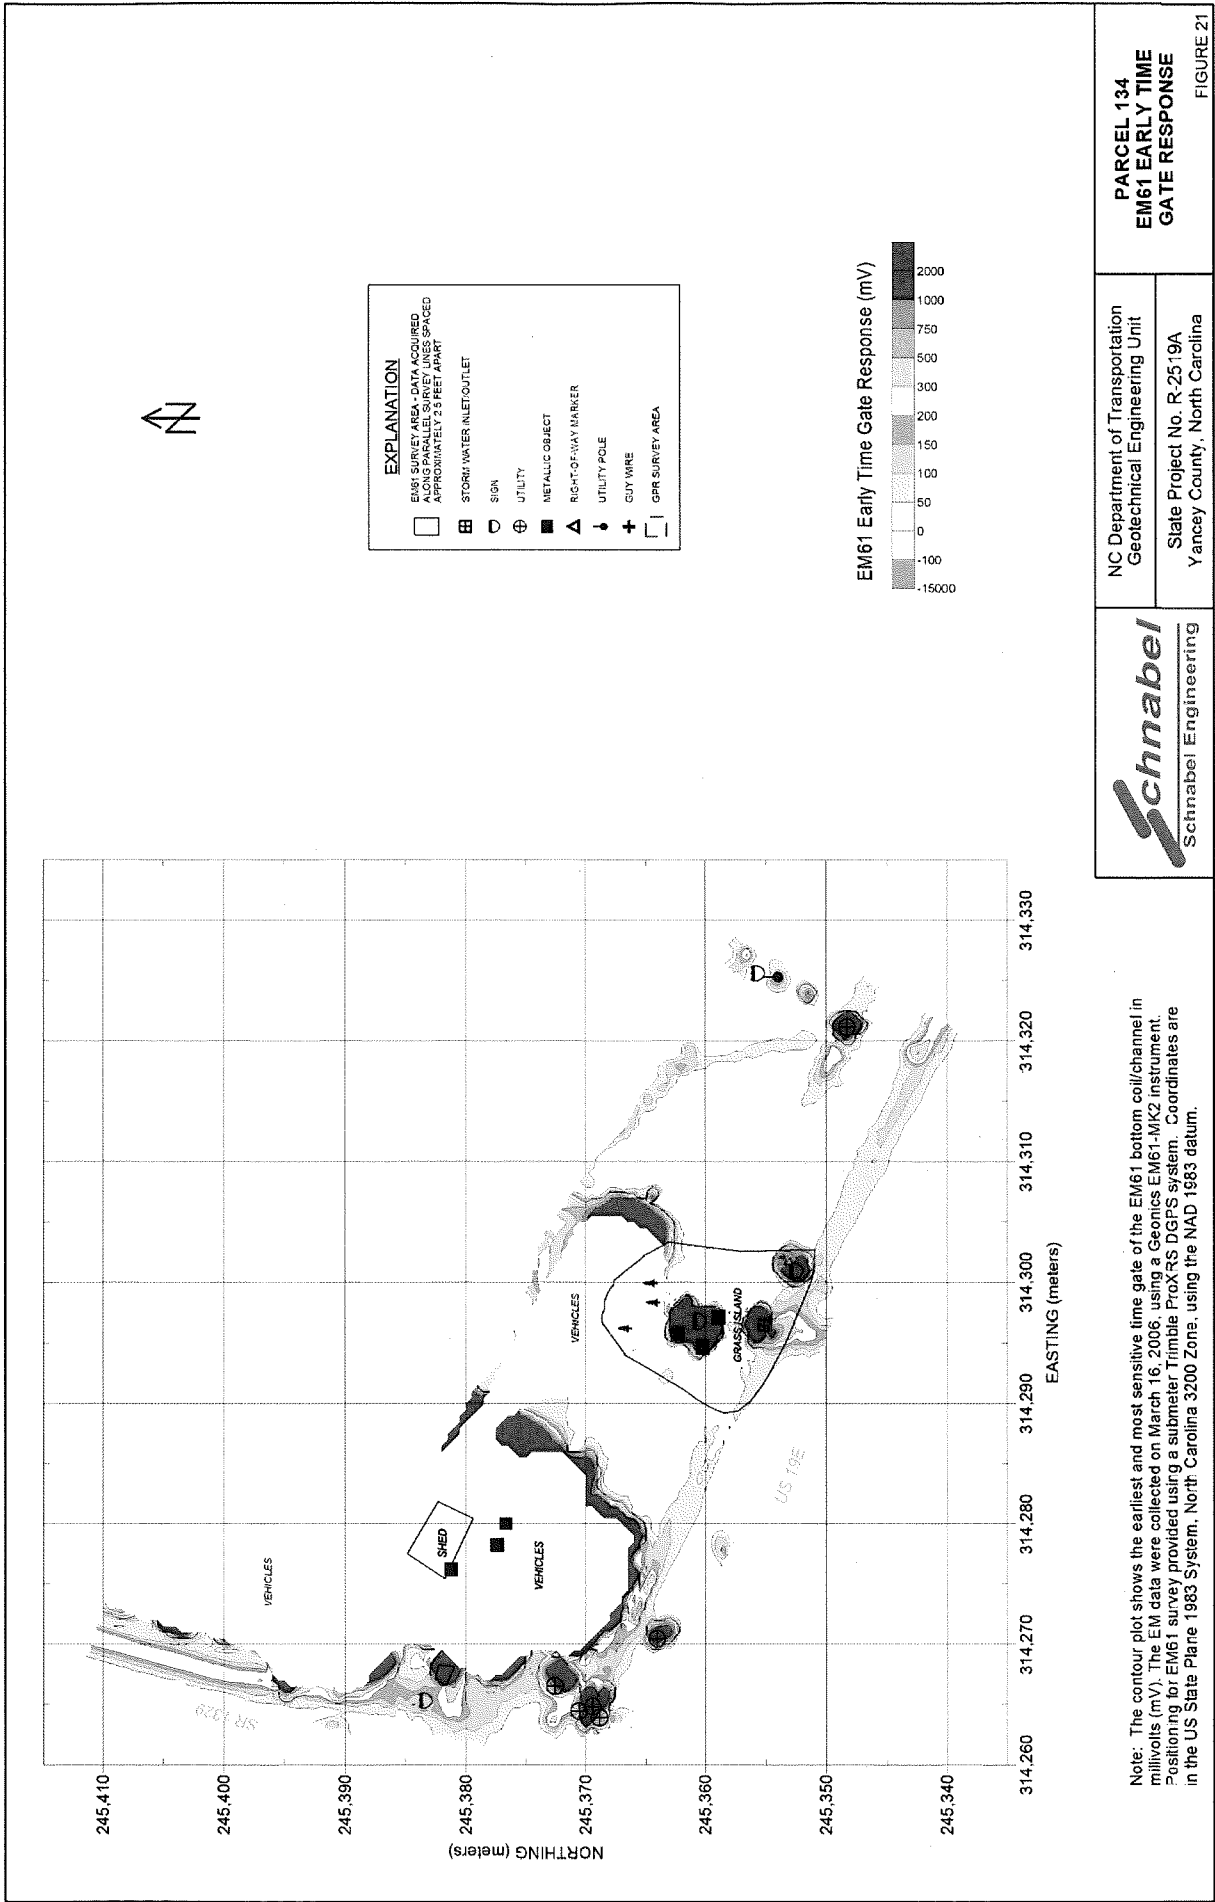 245,410
245,400
245,390
245,380
245,370
245,360
245,350
245,340
NORTHING (meters)
314,260
314,270
314,280
314,290
314,300
314,310
314,320
314,330
EASTING (meters)
VEHICLES
SHED
VEHICLES
VEHICLES
GRASS ISLAND
US 19E
N
EXPLANATION
EM61 SURVEY AREA - DATA ACQUIRED
ALONG PARALLEL SURVEY LINES SPACED
APPROXIMATELY 2.5 FEET APART
STORM WATER INLET/OUTLET
SIGN
UTILITY
METALLIC OBJECT
RIGHT-OF-WAY MARKER
UTILITY POLE
GUY WIRE
GPR SURVEY AREA
EM61 Early Time Gate Response (mV)
-15000
-100
0
50
100
150
200
300
500
750
1000
2000
Note: The contour plot shows the earliest and most sensitive time gate of the EM61 bottom coil/channel in
millivolts (mV). The EM data were collected on March 16, 2006, using a Geonics EM61-MK2 instrument.
Positioning for EM61 survey provided using a submeter Trimble ProXRS DGPS system. Coordinates are
in the US State Plane 1983 System, North Carolina 3200 Zone, using the NAD 1983 datum.
Schnabel
Schnabel Engineering
NC Department of Transportation
Geotechnical Engineering Unit
State Project No. R-2519A
Yancey County, North Carolina
PARCEL 134
EM61 EARLY TIME
GATE RESPONSE
FIGURE 21